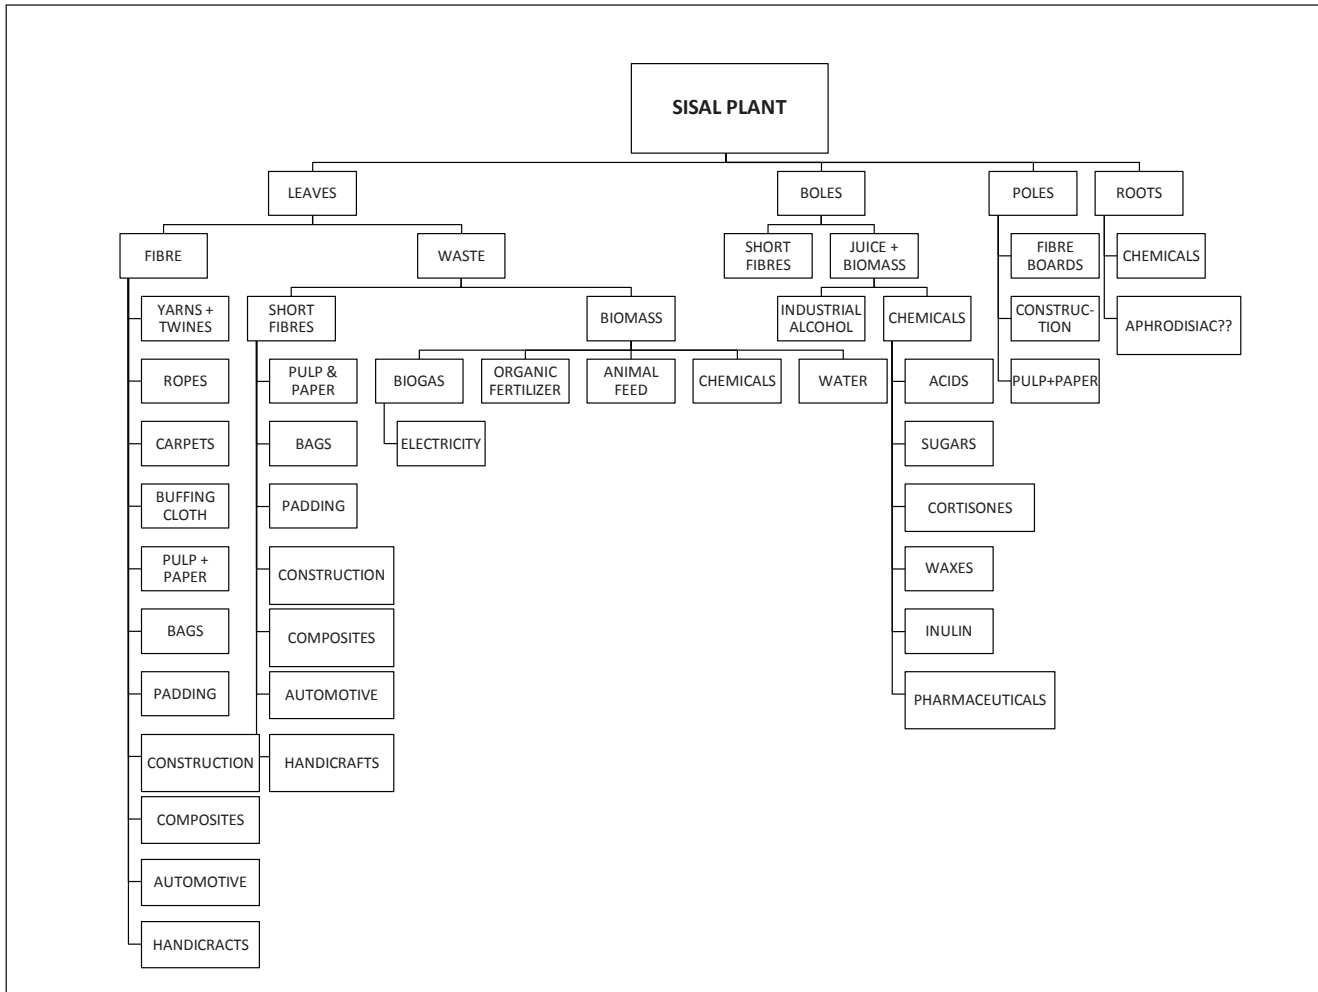 SISAL PLANT
LEAVES
BOLES
POLES
ROOTS
FIBRE
WASTE
SHORT
FIBRES
JUICE +
BIOMASS
FIBRE
BOARDS
CHEMICALS
YARNS +
TWINES
SHORT
FIBRES
BIOMASS
INDUSTRIAL
ALCOHOL
CHEMICALS
CONSTRUC-
TION
APHRODISIAC??
ROPES
PULP &
PAPER
BIOGAS
ORGANIC
FERTILIZER
ANIMAL
FEED
CHEMICALS
WATER
ACIDS
PULP+PAPER
CARPETS
BAGS
ELECTRICITY
SUGARS
BUFFING
CLOTH
PADDING
CORTISONES
PULP +
PAPER
CONSTRUCTION
WAXES
BAGS
COMPOSITES
INULIN
PADDING
AUTOMOTIVE
PHARMACEUTICALS
CONSTRUCTION
HANDICRAFTS
COMPOSITES
AUTOMOTIVE
HANDICRACTS